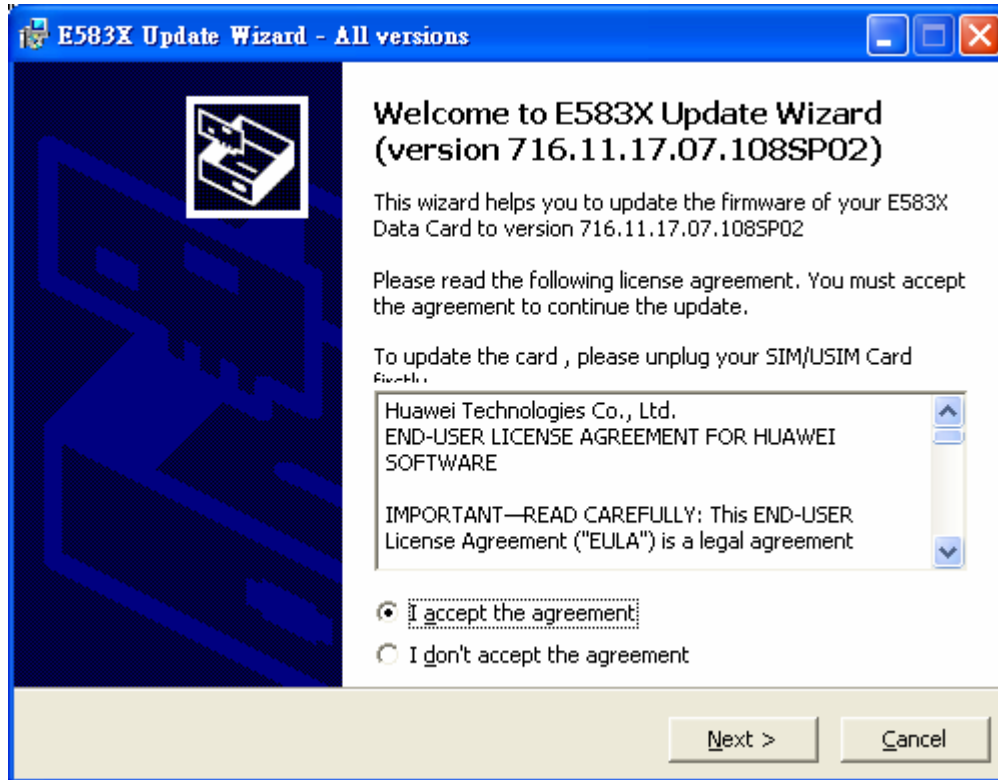 E583X Update Wizard - All versions
Welcome to E583X Update Wizard
(version 716.11.17.07.108SP02)
This wizard helps you to update the firmware of your E583X
Data Card to version 716.11.17.07.108SP02
Please read the following license agreement. You must accept
the agreement to continue the update.
To update the card , please unplug your SIM/USIM Card
firstly
Huawei Technologies Co., Ltd.
END-USER LICENSE AGREEMENT FOR HUAWEI
SOFTWARE
IMPORTANT—READ CAREFULLY: This END-USER
License Agreement ("EULA") is a legal agreement
I accept the agreement
I don't accept the agreement
Next >
Cancel